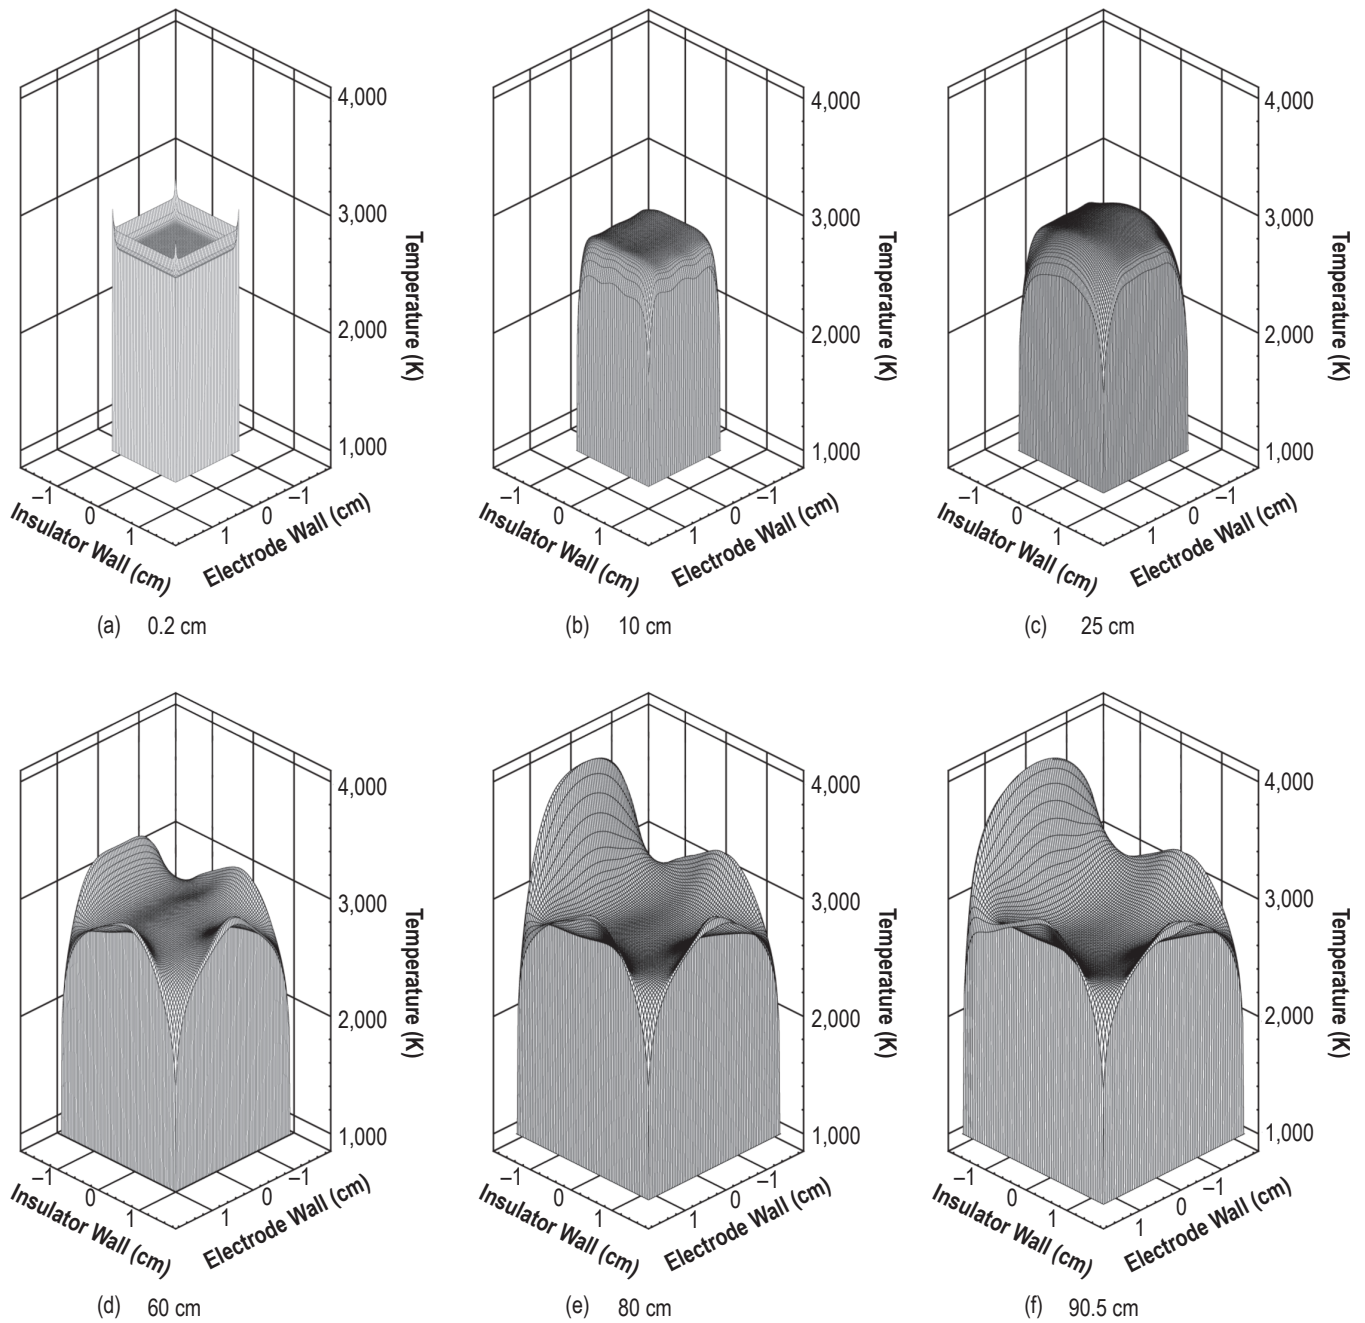 4,000
3,000
2,000
1,000
Temperature (K)
–1
0
1
Insulator Wall (cm)
–1
0
1
Electrode Wall (cm)
(a) 0.2 cm
4,000
3,000
2,000
1,000
Temperature (K)
–1
0
1
Insulator Wall (cm)
–1
0
1
Electrode Wall (cm)
(b) 10 cm
4,000
3,000
2,000
1,000
Temperature (K)
–1
0
1
Insulator Wall (cm)
–1
0
1
Electrode Wall (cm)
(c) 25 cm
4,000
3,000
2,000
1,000
Temperature (K)
–1
0
1
Insulator Wall (cm)
–1
0
1
Electrode Wall (cm)
(d) 60 cm
4,000
3,000
2,000
1,000
Temperature (K)
–1
0
1
Insulator Wall (cm)
–1
0
1
Electrode Wall (cm)
(e) 80 cm
4,000
3,000
2,000
1,000
Temperature (K)
–1
0
1
Insulator Wall (cm)
–1
0
1
Electrode Wall (cm)
(f) 90.5 cm